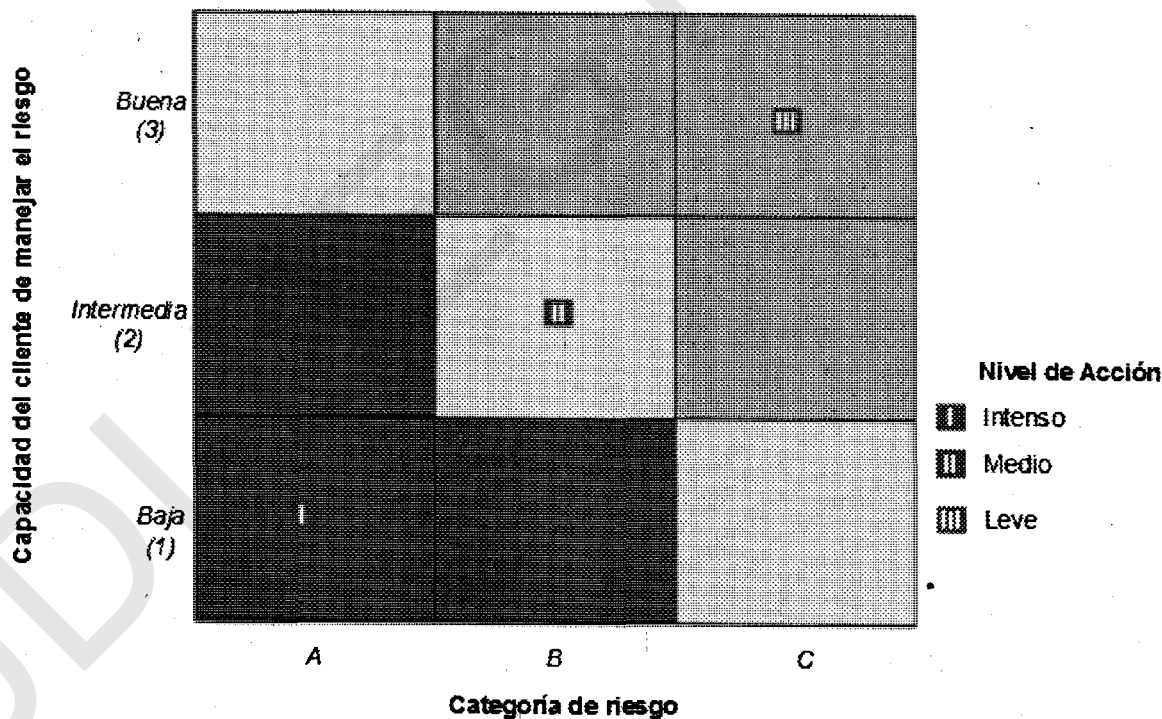 Capacidad del cliente de manejar el riesgo
Buena
(3)
III
Intermedia
(2)
II
Nivel de Acción
I Intenso
II Medio
III Leve
Baja
(1)
I
A B C
Categoría de riesgo